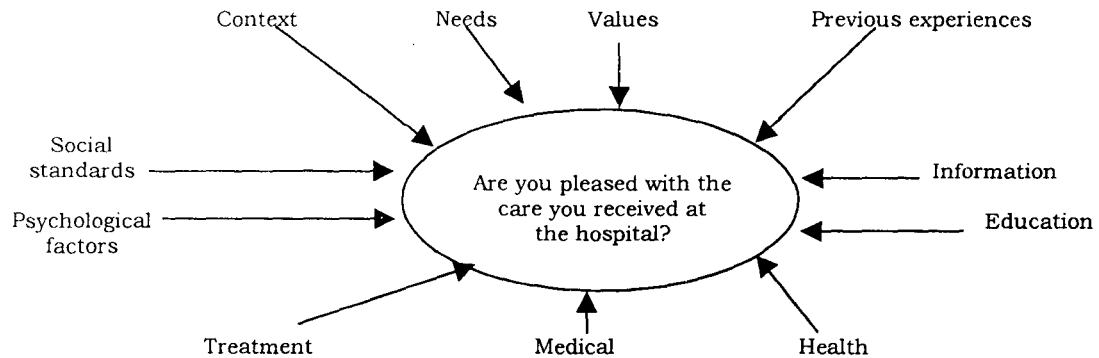 Context
Needs
Values
Previous experiences
Social
standards
Information
Are you pleased with the
care you received at
the hospital?
Psychological
factors
Education
Treatment
Medical
Health